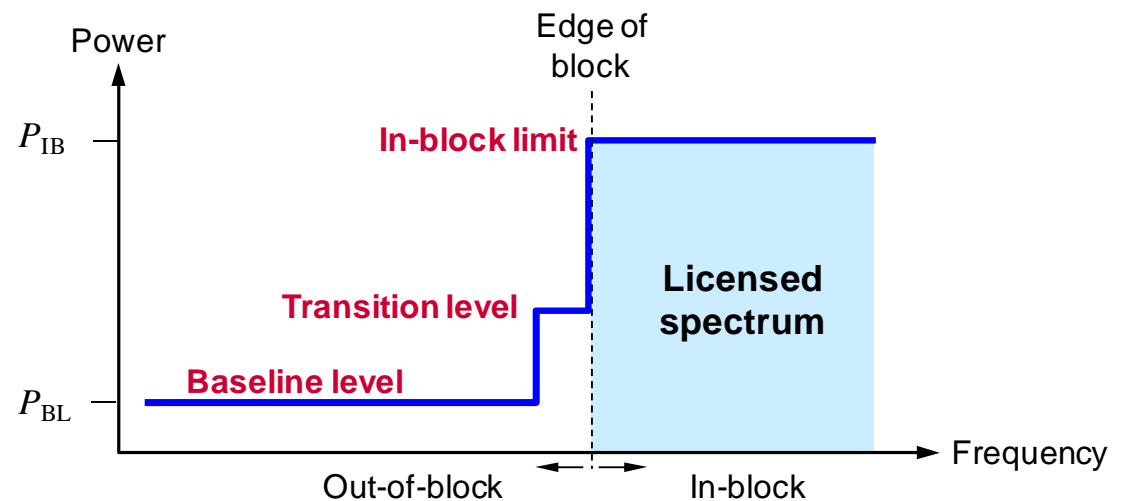 Power
Edge of
block
P_IB
In-block limit
Licensed
spectrum
Transition level
Baseline level
P_BL
Frequency
Out-of-block
In-block